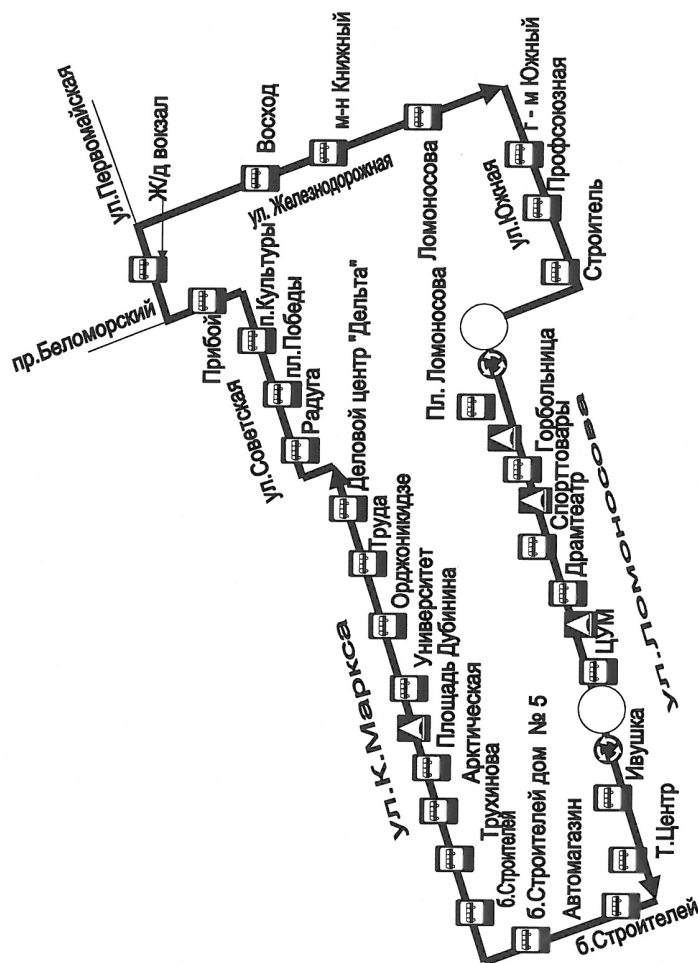 ул.Первомайская
Ж/д вокзал
пр.Беломорский
Восход
м-н Книжный
ул. Железнодорожная
Ломоносова
г - м Южный
Профсоюзная
ул.Южная
Строитель
Прибой
п.Культуры
пл.Победы
Радуга
ул.Советская
Деловой центр "Дельта"
Труда
Орджоникидзе
Университет
Площадь Дубинина
Арктическая
Трухинова
б.Строителей
ул.К.Маркса
б.Строителей дом № 5
Автомагазин
б.Строителей
Т.Центр
Ивушка
ЦУМ
Драмтеатр
Спорттовары
Горбольница
Пл. Ломоносова
ул.Ломоносова